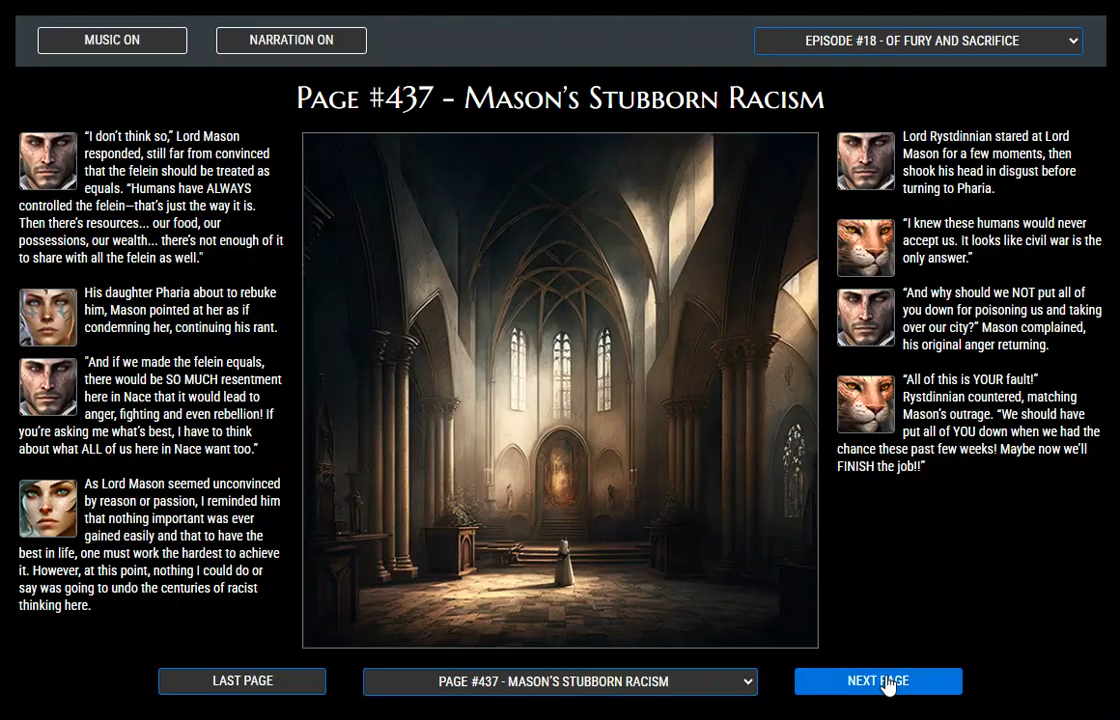 MUSIC ON
NARRATION ON
EPISODE #18 - OF FURY AND SACRIFICE
Page #437 - Mason's Stubborn Racism
“I don't think so,” Lord Mason
responded, still far from convinced
that the felein should be treated as
equals. “Humans have ALWAYS
controlled the felein—that's just the way it is.
Then there's resources... our food, our
possessions, our wealth... there's not enough of it
to share with all the felein as well."
His daughter Pharia about to rebuke
him, Mason pointed at her as if
condemning her, continuing his rant.
"And if we made the felein equals,
there would be SO MUCH resentment
here in Nace that it would lead to
anger, fighting and even rebellion! If
you're asking me what's best, I have to think
about what ALL of us here in Nace want too.”
As Lord Mason seemed unconvinced
by reason or passion, I reminded him
that nothing important was ever
gained easily and that to have the
best in life, one must work the hardest to achieve
it. However, at this point, nothing I could do or
say was going to undo the centuries of racist
thinking here.
Lord Rystdinnian stared at Lord
Mason for a few moments, then
shook his head in disgust before
turning to Pharia.
“I knew these humans would never
accept us. It looks like civil war is the
only answer.”
“And why should we NOT put all of
you down for poisoning us and taking
over our city?” Mason complained,
his original anger returning.
“All of this is YOUR fault!”
Rystdinnian countered, matching
Mason's outrage. “We should have
put all of YOU down when we had the
chance these past few weeks! Maybe now we'll
FINISH the job!!”
LAST PAGE
PAGE #437 - MASON'S STUBBORN RACISM
NEXT PAGE